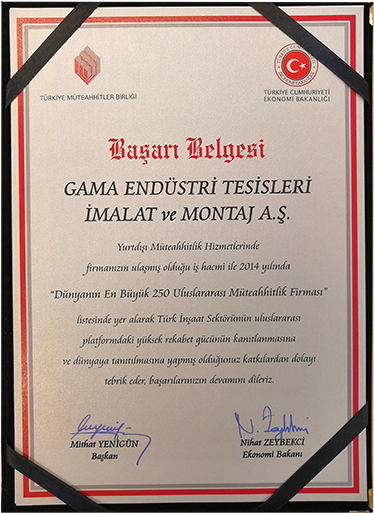 TÜRKİYE MÜTEAHHİTLER BİRLİĞİ
TÜRKİYE CUMHURİYETİ
EKONOMİ BAKANLIĞI
Başarı Belgesi
GAMA ENDÜSTRİ TESİSLERİ
İMALAT ve MONTAJ A.Ş.
Yurtdışı Müteahhitlik Hizmetlerinde
firmanızın ulaşmış olduğu iş hacmi ile 2014 yılında
“Dünyanın En Büyük 250 Uluslararası Müteahhitlik Firması”
listesinde yer alarak Türk İnşaat Sektörünün uluslararası
platformdaki yüksek rekabet gücünün kanıtlanmasına
ve dünyaya tanıtılmasına yapmış olduğunuz katkılardan dolayı
tebrik eder, başarılarınızın devamını dileriz.
Mithat YENİGÜN
Başkan
Nihat ZEYBEKCİ
Ekonomi Bakanı